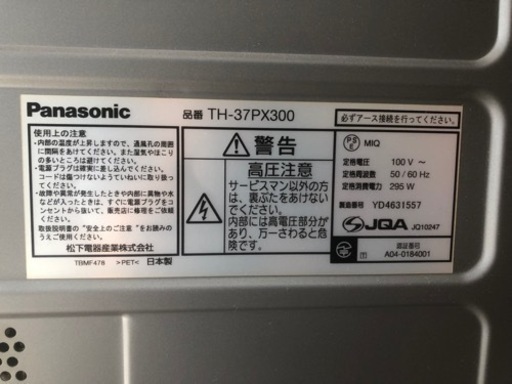 Panasonic
品番 TH-37PX300
必ずアース接続を行ってください。
使用上の注意
・内部の温度が上昇しますので、通風孔の周囲に間隔をあけてください。また湿気やほこりの多いところは避けてください。
・電源プラグは確実に差し込んでください。電源コードは傷つけないようていねいに取り扱ってください。
・故障や異常が発生したときや内部に異物や水などが入ったときは、すぐに電源プラグをコンセントから抜いて、販売店に修理をご依頼ください。
取扱説明書の"安全上のご注意"をお読みのうえご使用ください。
松下電器産業株式会社
TBMF478 >PET< 日本製
警告
高圧注意
サービスマン以外の方は、裏ぶたをあけないでください。
内部には高電圧部分があり、万一さわると危険です。
PS E MIQ
定格電圧: 100 V ~
定格周波数: 50 / 60 Hz
定格消費電力: 295 W
製造番号 YD4631557
JQA JQ10247
認証番号
A04-0184001